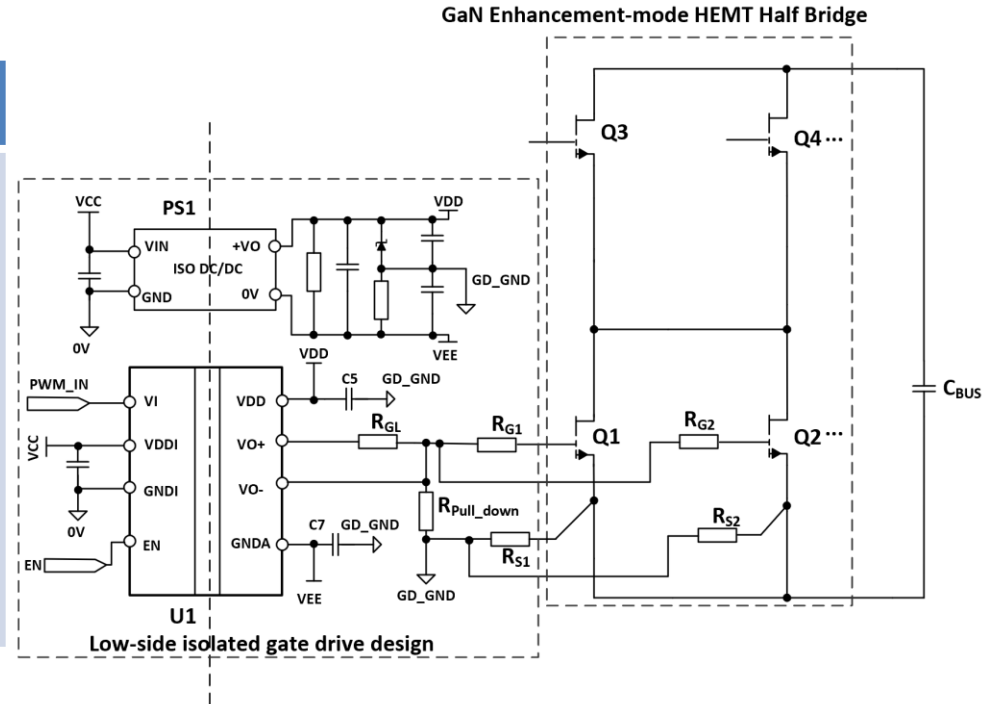 GaN Enhancement-mode HEMT Half Bridge
Q3
Q4 ...
VCC
PS1
VDD
VIN
+VO
ISO DC/DC
GND
0V
GD_GND
0V
VEE
VDD
C5
GD_GND
PWM_IN
VI
VDD
VCC
VDDI
VO+
RGL
RG1
Q1
RG2
Q2 ...
CBUS
GNDI
VO-
RPull_down
0V
EN
EN
GNDA
C7
GD_GND
RS1
RS2
VEE
GD_GND
U1
Low-side isolated gate drive design